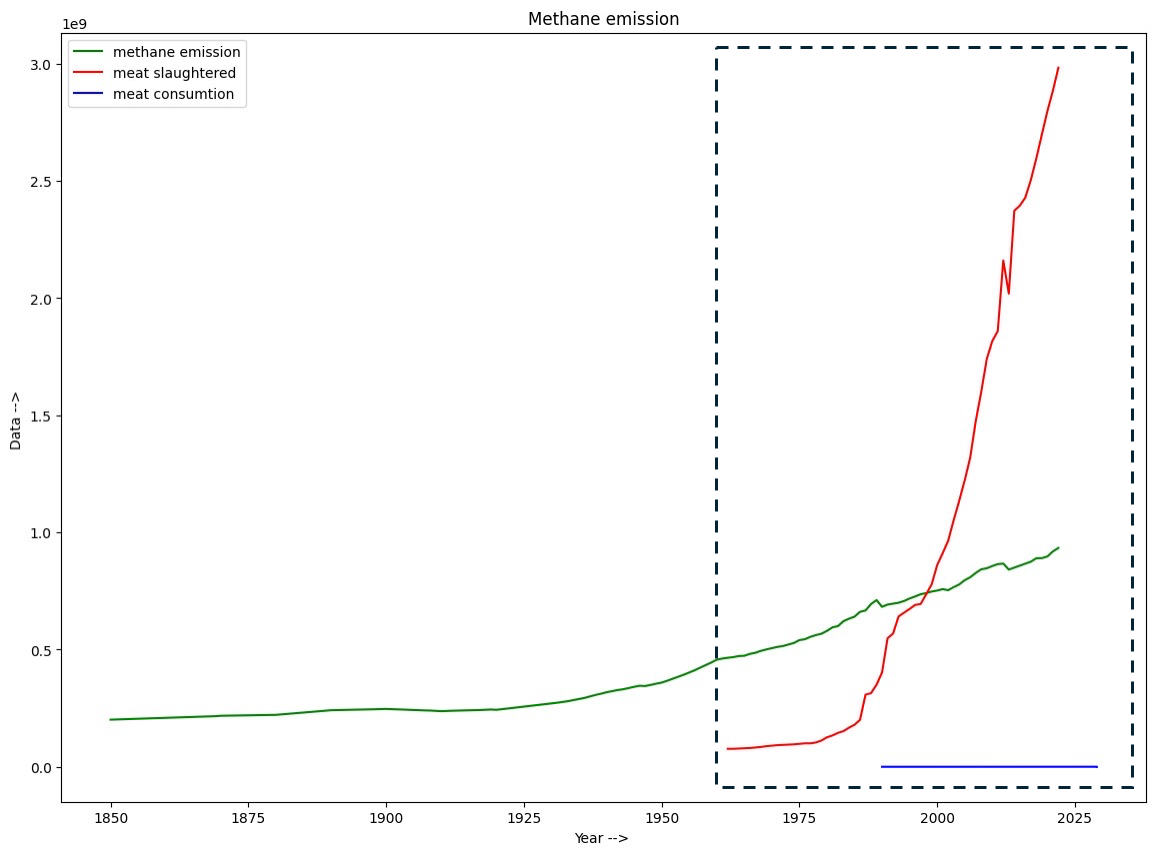 Methane emission
1e9
methane emission
meat slaughtered
meat consumtion
3.0
2.5
2.0
1.5
1.0
0.5
0.0
Data -->
1850 1875 1900 1925 1950 1975 2000 2025
Year -->